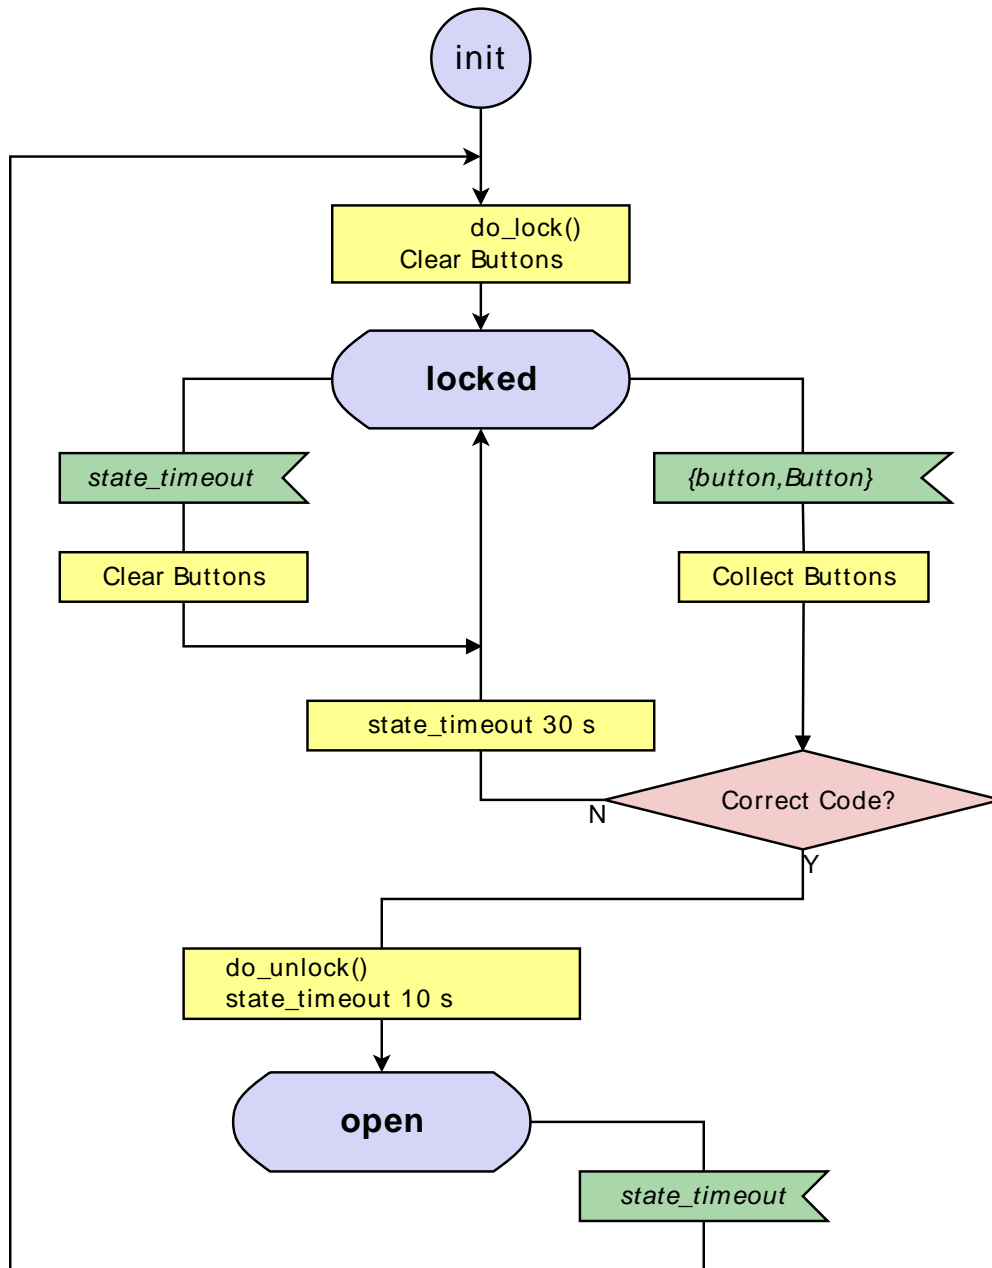 init
do_lock()
Clear Buttons
locked
state_timeout
{button,Button}
Clear Buttons
Collect Buttons
state_timeout 30 s
Correct Code?
N
Y
do_unlock()
state_timeout 10 s
open
state_timeout